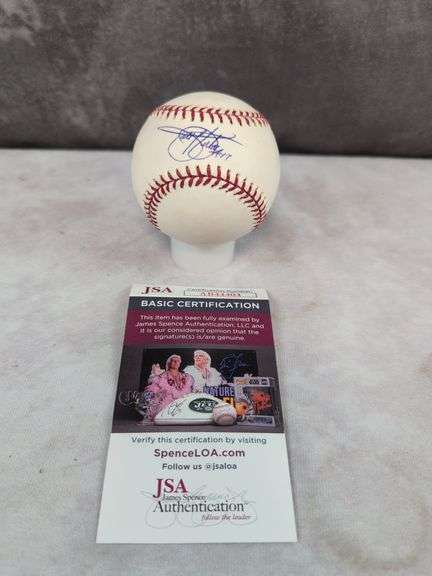 JSA
BASIC CERTIFICATION
This item has been fully examined by
James Spence Authentication, LLC and
it is our considered opinion that the
signature(s) is/are genuine.
NATURE
Verify this certification by visiting
SpenceLOA.com
Follow us @jsaloa
JSA
James Spence
Authentication
follow the leader